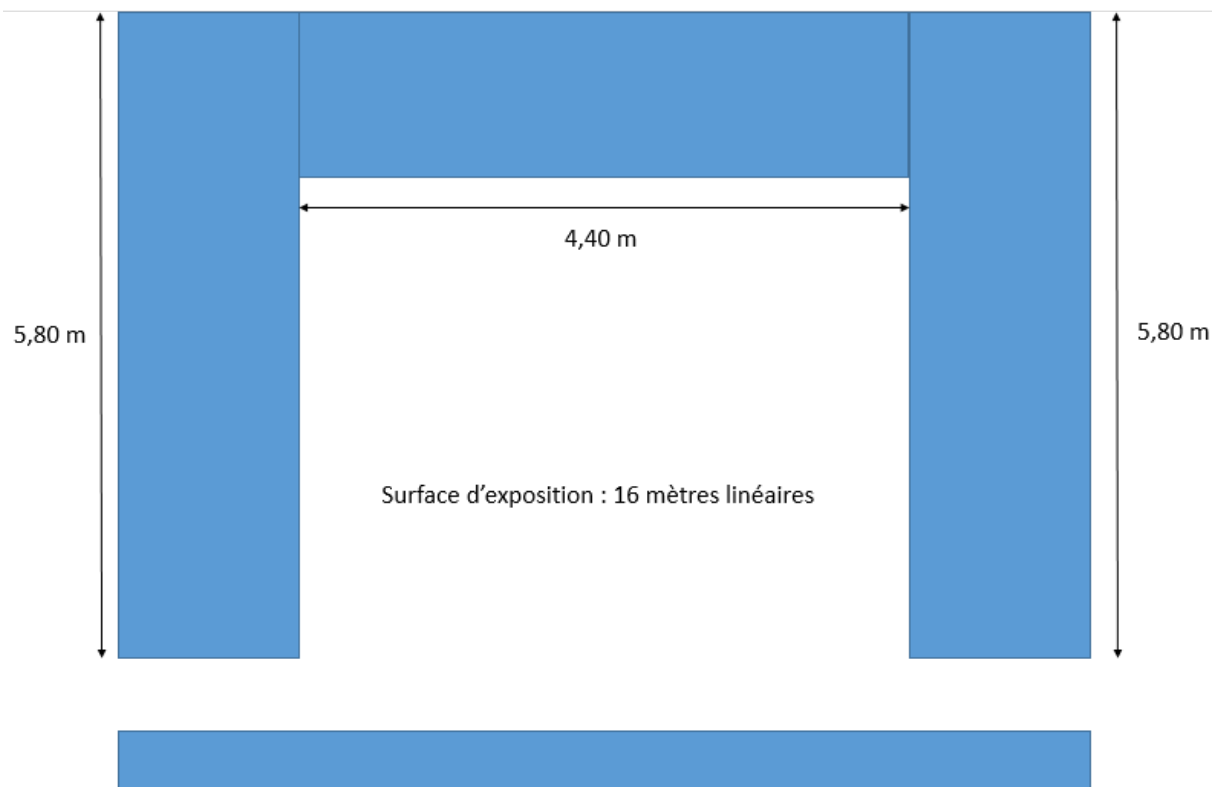 4,40 m
5,80 m
5,80 m
Surface d’exposition : 16 mètres linéaires